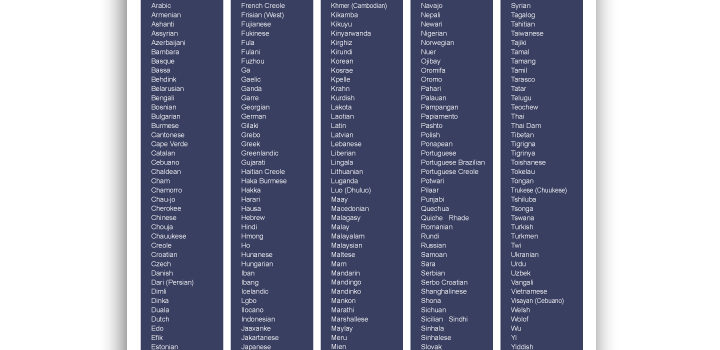 Arabic
Armenian
Ashanti
Assyrian
Azerbaijani
Bambara
Basque
Bassa
Behdink
Belarusian
Bengali
Bosnian
Bulgarian
Burmese
Cantonese
Cape Verde
Catalan
Cebuano
Chaldean
Cham
Chamorro
Chau-jo
Cherokee
Chinese
Chouja
Chauukese
Creole
Croatian
Czech
Danish
Dari (Persian)
Dimli
Dinka
Duala
Dutch
Edo
Efik
Estonian
French Creole
Frisian (West)
Fujianese
Fukinese
Fula
Fulani
Fuzhou
Ga
Gaelic
Ganda
Garre
Georgian
German
Gilaki
Grebo
Greek
Greenlandic
Gujarati
Haitian Creole
Haka Burmese
Hakka
Harari
Hausa
Hebrew
Hindi
Hmong
Ho
Hunanese
Hungarian
Iban
Ibang
Icelandic
Lgbo
Ilocano
Indonesian
Jaaxanke
Jakartanese
Japanese
Khmer (Cambodian)
Kikamba
Kikuyu
Kinyarwanda
Kirghiz
Kirundi
Korean
Kosrae
Kpelle
Krahn
Kurdish
Lakota
Laotian
Latin
Latvian
Lebanese
Liberian
Lingala
Lithuanian
Luganda
Luo (Dhuluo)
Maay
Macedonian
Malagasy
Malay
Malayalam
Malaysian
Maltese
Mam
Mandarin
Mandingo
Mandinko
Mankon
Marathi
Marshallese
Maylay
Meru
Mien
Navajo
Nepali
Newari
Nigerian
Norwegian
Nuer
Ojibay
Oromifa
Oromo
Pahari
Palauan
Pampangan
Papiamento
Pashto
Polish
Ponapean
Portuguese
Portuguese Brazilian
Portuguese Creole
Potwari
Pilaar
Punjabi
Quechua
Quiche Rhade
Romanian
Rundi
Russian
Samoan
Sara
Serbian
Serbo Croatian
Shanghalinese
Shona
Sichuan
Sicilian Sindhi
Sinhala
Sinhalese
Slovak
Syrian
Tagalog
Tahitian
Taiwanese
Tajiki
Tamal
Tamang
Tamil
Tarasco
Tatar
Telugu
Teochew
Thai
Thai Dam
Tibetan
Tigrigna
Tigrinya
Toishanese
Tokelau
Tongari
Trukese (Chuukese)
Tshiluba
Tsonga
Tswana
Turkish
Turkmen
Twi
Ukranian
Urdu
Uzbek
Vangali
Vietnamese
Visayan (Cebuano)
Welsh
Wolof
Wu
Yi
Yiddish